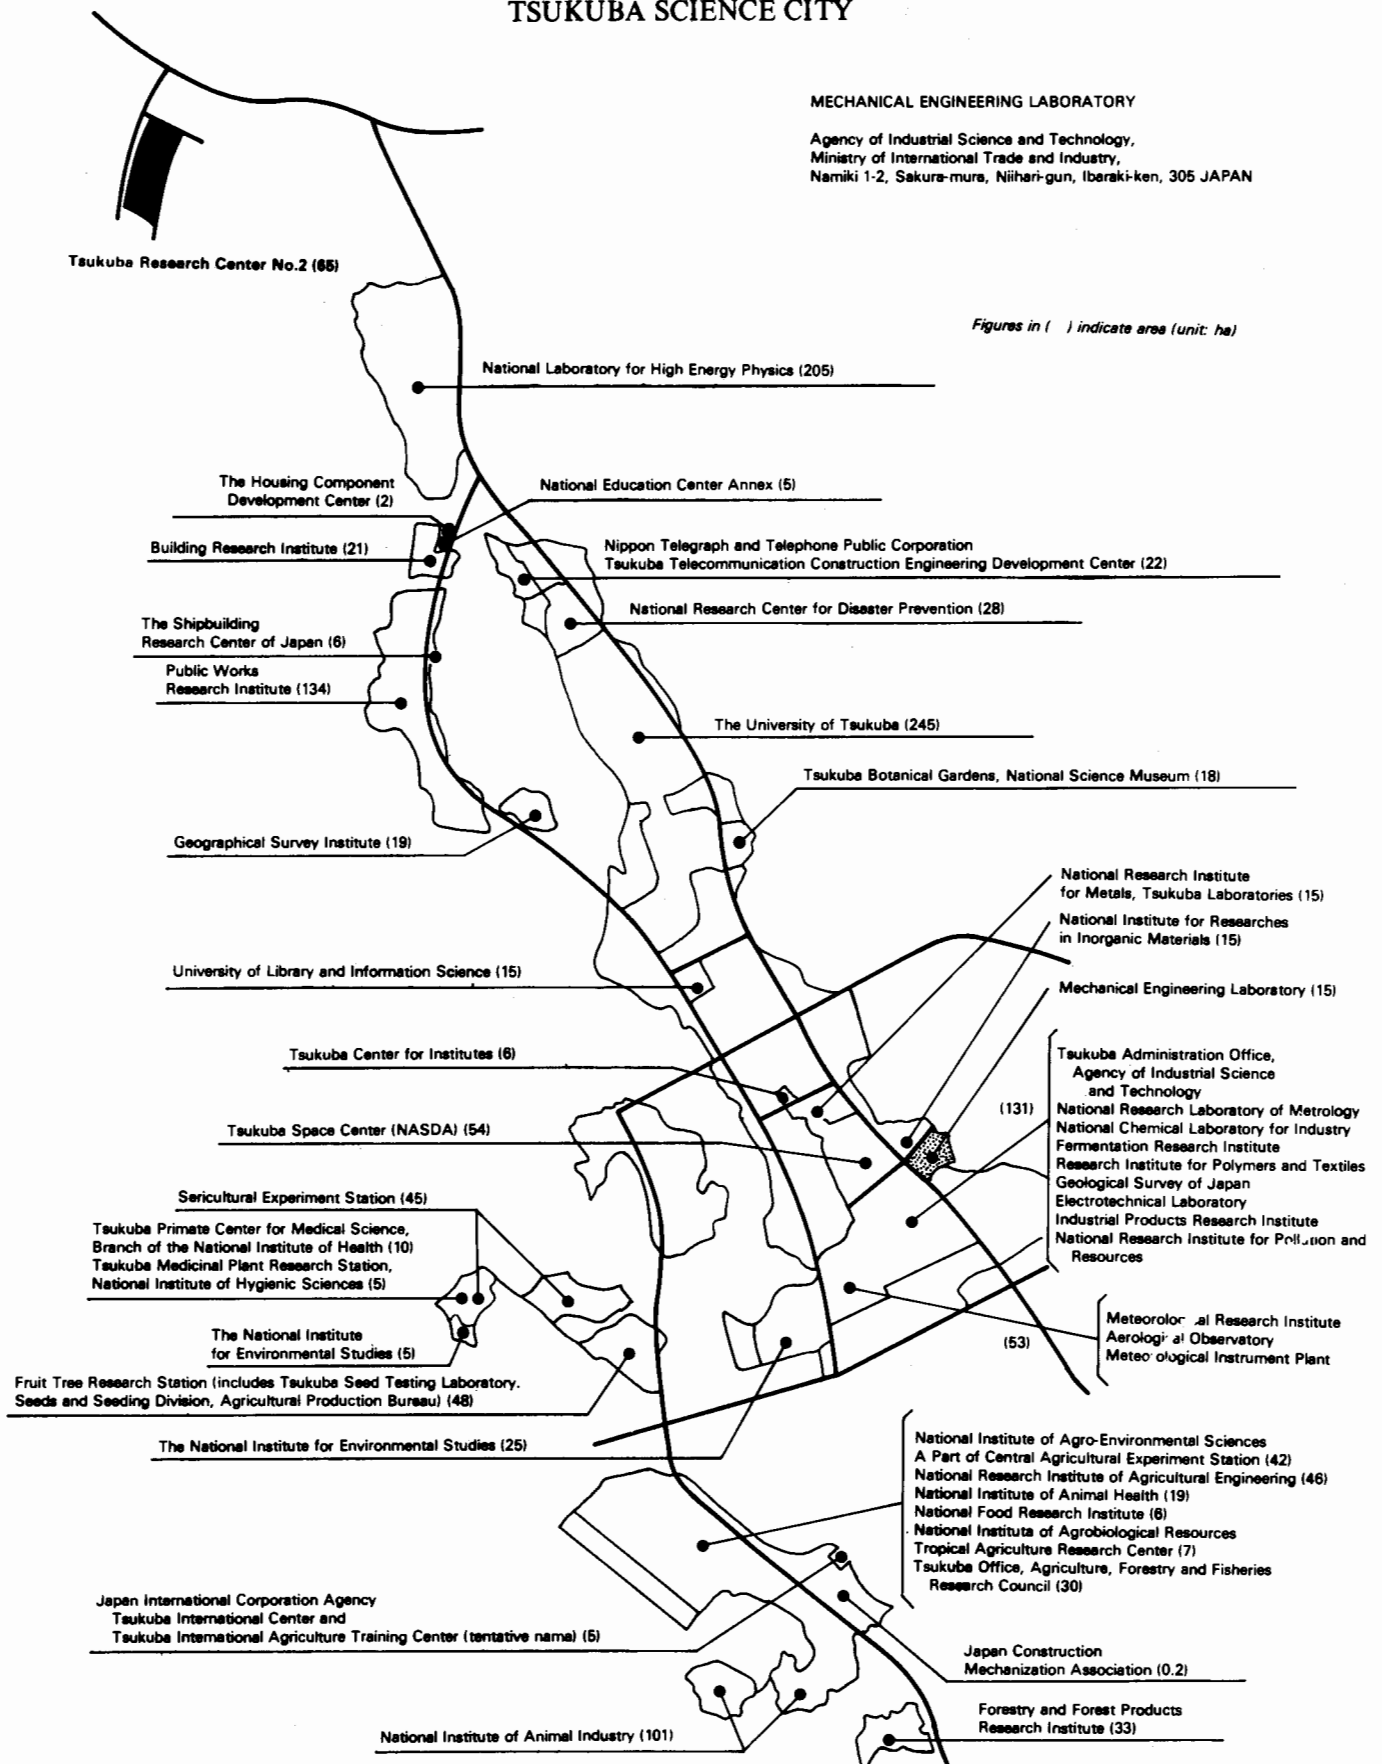 TSUKUBA SCIENCE CITY
MECHANICAL ENGINEERING LABORATORY
Agency of Industrial Science and Technology,
Ministry of International Trade and Industry,
Namiki 1-2, Sakura-mura, Niihari-gun, Ibaraki-ken, 305 JAPAN
Tsukuba Research Center No.2 (65)
Figures in ( ) indicate area (unit: ha)
National Laboratory for High Energy Physics (205)
The Housing Component
Development Center (2)
National Education Center Annex (5)
Building Research Institute (21)
Nippon Telegraph and Telephone Public Corporation
Tsukuba Telecommunication Construction Engineering Development Center (22)
National Research Center for Disaster Prevention (28)
The Shipbuilding
Research Center of Japan (6)
Public Works
Research Institute (134)
The University of Tsukuba (245)
Tsukuba Botanical Gardens, National Science Museum (18)
Geographical Survey Institute (19)
National Research Institute
for Metals, Tsukuba Laboratories (15)
National Institute for Researches
in Inorganic Materials (15)
University of Library and Information Science (15)
Mechanical Engineering Laboratory (15)
Tsukuba Center for Institutes (6)
(131)
Tsukuba Administration Office,
Agency of Industrial Science
and Technology
National Research Laboratory of Metrology
National Chemical Laboratory for Industry
Fermentation Research Institute
Research Institute for Polymers and Textiles
Geological Survey of Japan
Electrotechnical Laboratory
Industrial Products Research Institute
National Research Institute for Pollution and
Resources
Tsukuba Space Center (NASDA) (54)
Sericultural Experiment Station (45)
Tsukuba Primate Center for Medical Science,
Branch of the National Institute of Health (10)
Tsukuba Medicinal Plant Research Station,
National Institute of Hygienic Sciences (5)
The National Institute
for Environmental Studies (5)
(53)
Meteorological Research Institute
Aerological Observatory
Meteorological Instrument Plant
Fruit Tree Research Station (includes Tsukuba Seed Testing Laboratory.
Seeds and Seeding Division, Agricultural Production Bureau) (48)
The National Institute for Environmental Studies (25)
National Institute of Agro-Environmental Sciences
A Part of Central Agricultural Experiment Station (42)
National Research Institute of Agricultural Engineering (46)
National Institute of Animal Health (19)
National Food Research Institute (6)
National Instituta of Agrobiological Resources
Tropical Agriculture Research Center (7)
Tsukuba Office, Agriculture, Forestry and Fisheries
Research Council (30)
Japan International Corporation Agency
Tsukuba International Center and
Tsukuba International Agriculture Training Center (tentative name) (5)
Japan Construction
Mechanization Association (0.2)
Forestry and Forest Products
Research Institute (33)
National Institute of Animal Industry (101)